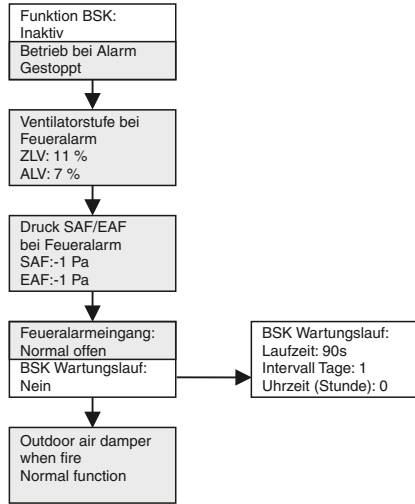 Funktion BSK:
Inaktiv
Betrieb bei Alarm
Gestoppt
Ventilatorstufe bei
Feueralarm
ZLV: 11 %
ALV: 7 %
Druck SAF/EAF
bei Feueralarm
SAF:-1 Pa
EAF:-1 Pa
Feueralarmeingang:
Normal offen
BSK Wartungslauf:
Nein
BSK Wartungslauf:
Laufzeit: 90s
Intervall Tage: 1
Uhrzeit (Stunde): 0
Outdoor air damper
when fire
Normal function